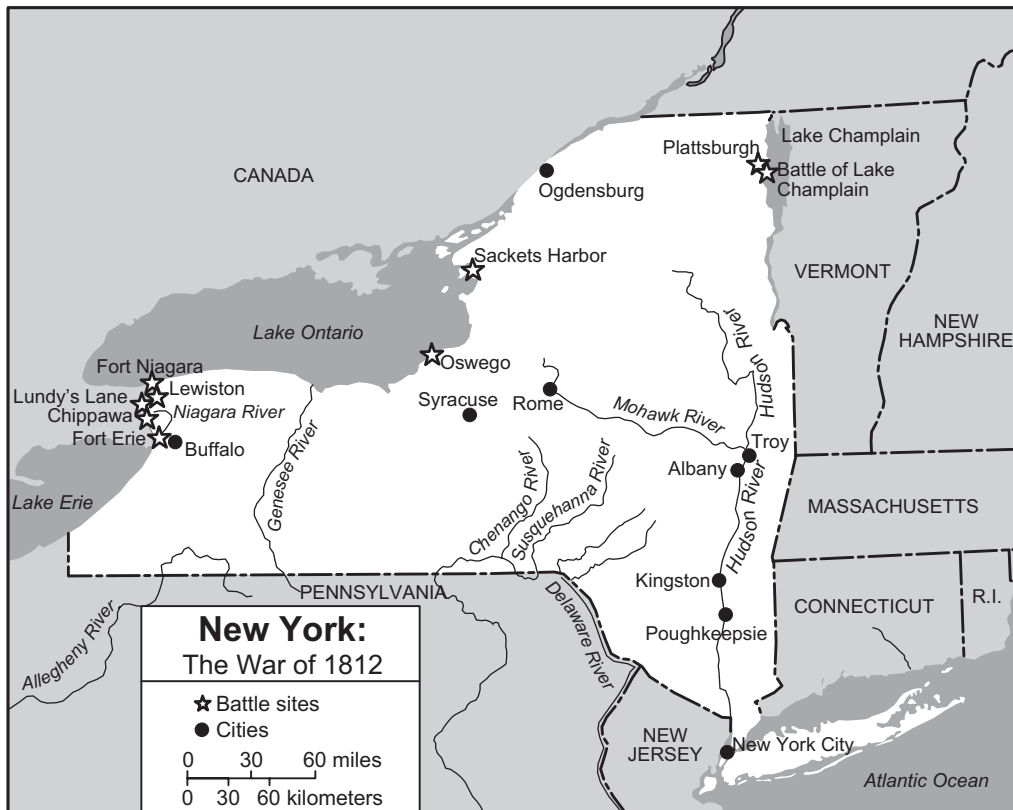 CANADA
Plattsburgh
Lake Champlain
Battle of Lake
Champlain
Ogdensburg
Sackets Harbor
VERMONT
NEW
HAMPSHIRE
Lake Ontario
Hudson River
Oswego
Fort Niagara
Lewiston
Lundy's Lane
Chippawa
Niagara River
Fort Erie
Buffalo
Syracuse
Rome
Mohawk River
Troy
Albany
Genesee River
Chenango River
Susquehanna River
Hudson River
Lake Erie
MASSACHUSETTS
Kingston
PENNSYLVANIA
Delaware River
CONNECTICUT
R.I.
Poughkeepsie
Allegheny River
NEW
JERSEY
New York City
Atlantic Ocean
New York:
The War of 1812
Battle sites
Cities
0 30 60 miles
0 30 60 kilometers